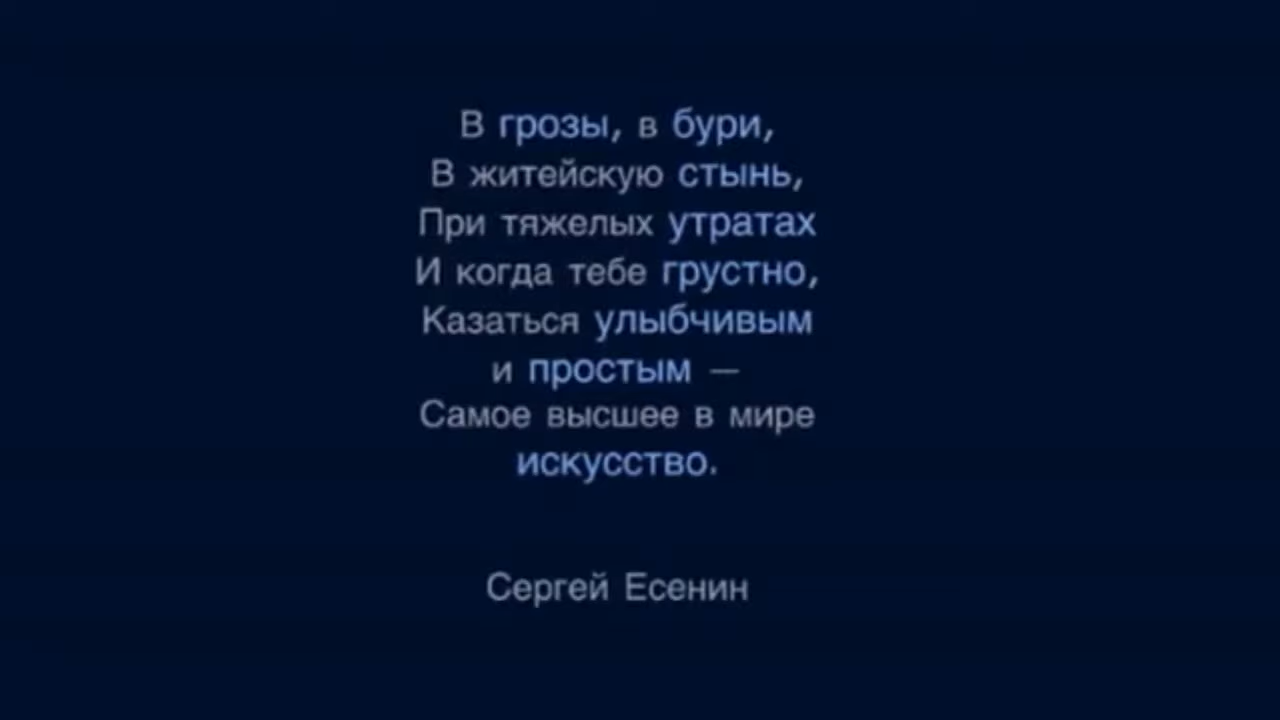 В грозы, в бури,
В житейскую стынь,
При тяжелых утратах
И когда тебе грустно,
Казаться улыбчивым
и простым —
Самое высшее в мире
искусство.
Сергей Есенин